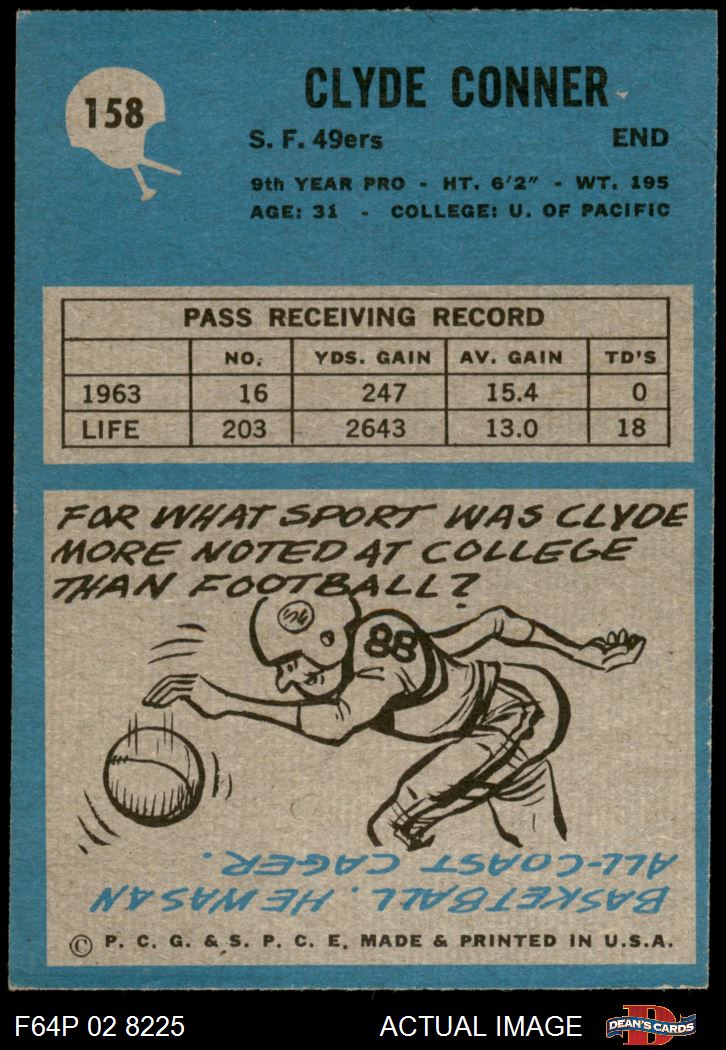 158
CLYDE CONNER
S. F. 49ers END
9th YEAR PRO - HT. 6'2" - WT. 195
AGE: 31 - COLLEGE: U. OF PACIFIC
PASS RECEIVING RECORD
NO. YDS. GAIN AV. GAIN TD'S
1963 16 247 15.4 0
LIFE 203 2643 13.0 18
FOR WHAT SPORT WAS CLYDE
MORE NOTED AT COLLEGE
THAN FOOTBALL?
88
BASKETBALL. HE WAS AN
ALL-COAST CAGER.
© P. C. G. & S. P. C. E. MADE & PRINTED IN U.S.A.
F64P 02 8225 ACTUAL IMAGE
D
DEAN'S CARDS